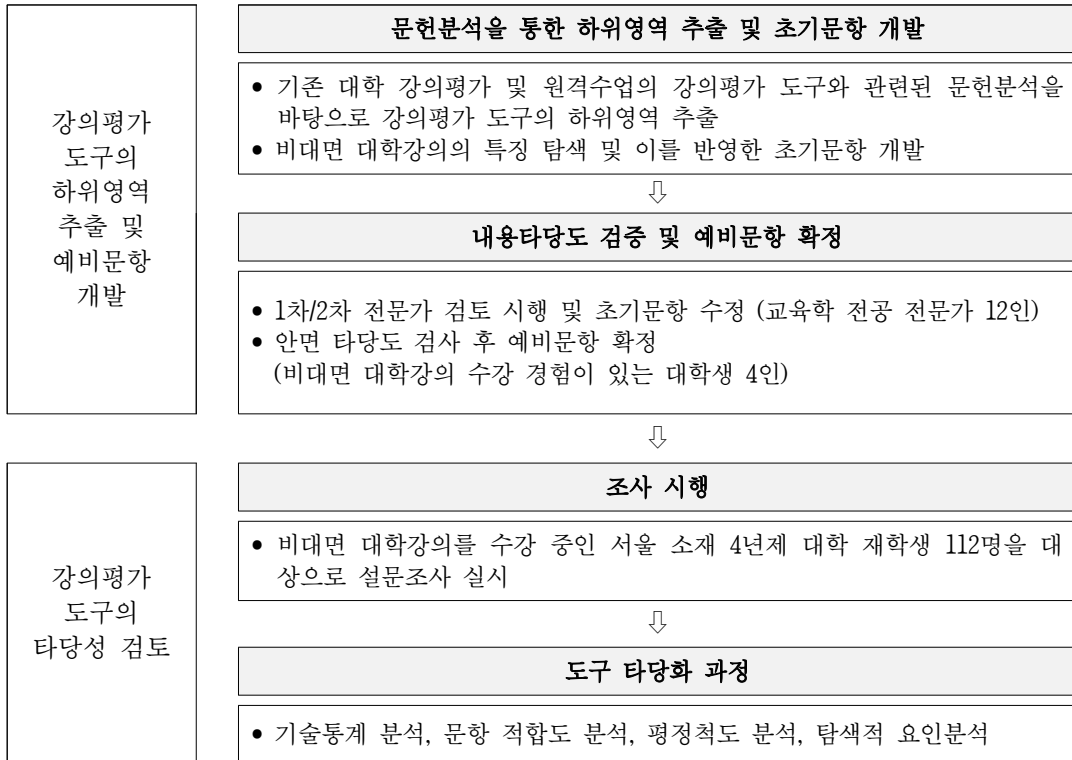 강의평가
도구의
하위영역
추출 및
예비문항
개발
문헌분석을 통한 하위영역 추출 및 초기문항 개발
• 기존 대학 강의평가 및 원격수업의 강의평가 도구와 관련된 문헌분석을
바탕으로 강의평가 도구의 하위영역 추출
• 비대면 대학강의의 특징 탐색 및 이를 반영한 초기문항 개발
⇩
내용타당도 검증 및 예비문항 확정
• 1차/2차 전문가 검토 시행 및 초기문항 수정 (교육학 전공 전문가 12인)
• 안면 타당도 검사 후 예비문항 확정
(비대면 대학강의 수강 경험이 있는 대학생 4인)
⇩
강의평가
도구의
타당성 검토
조사 시행
• 비대면 대학강의를 수강 중인 서울 소재 4년제 대학 재학생 112명을 대
상으로 설문조사 실시
⇩
도구 타당화 과정
• 기술통계 분석, 문항 적합도 분석, 평정척도 분석, 탐색적 요인분석